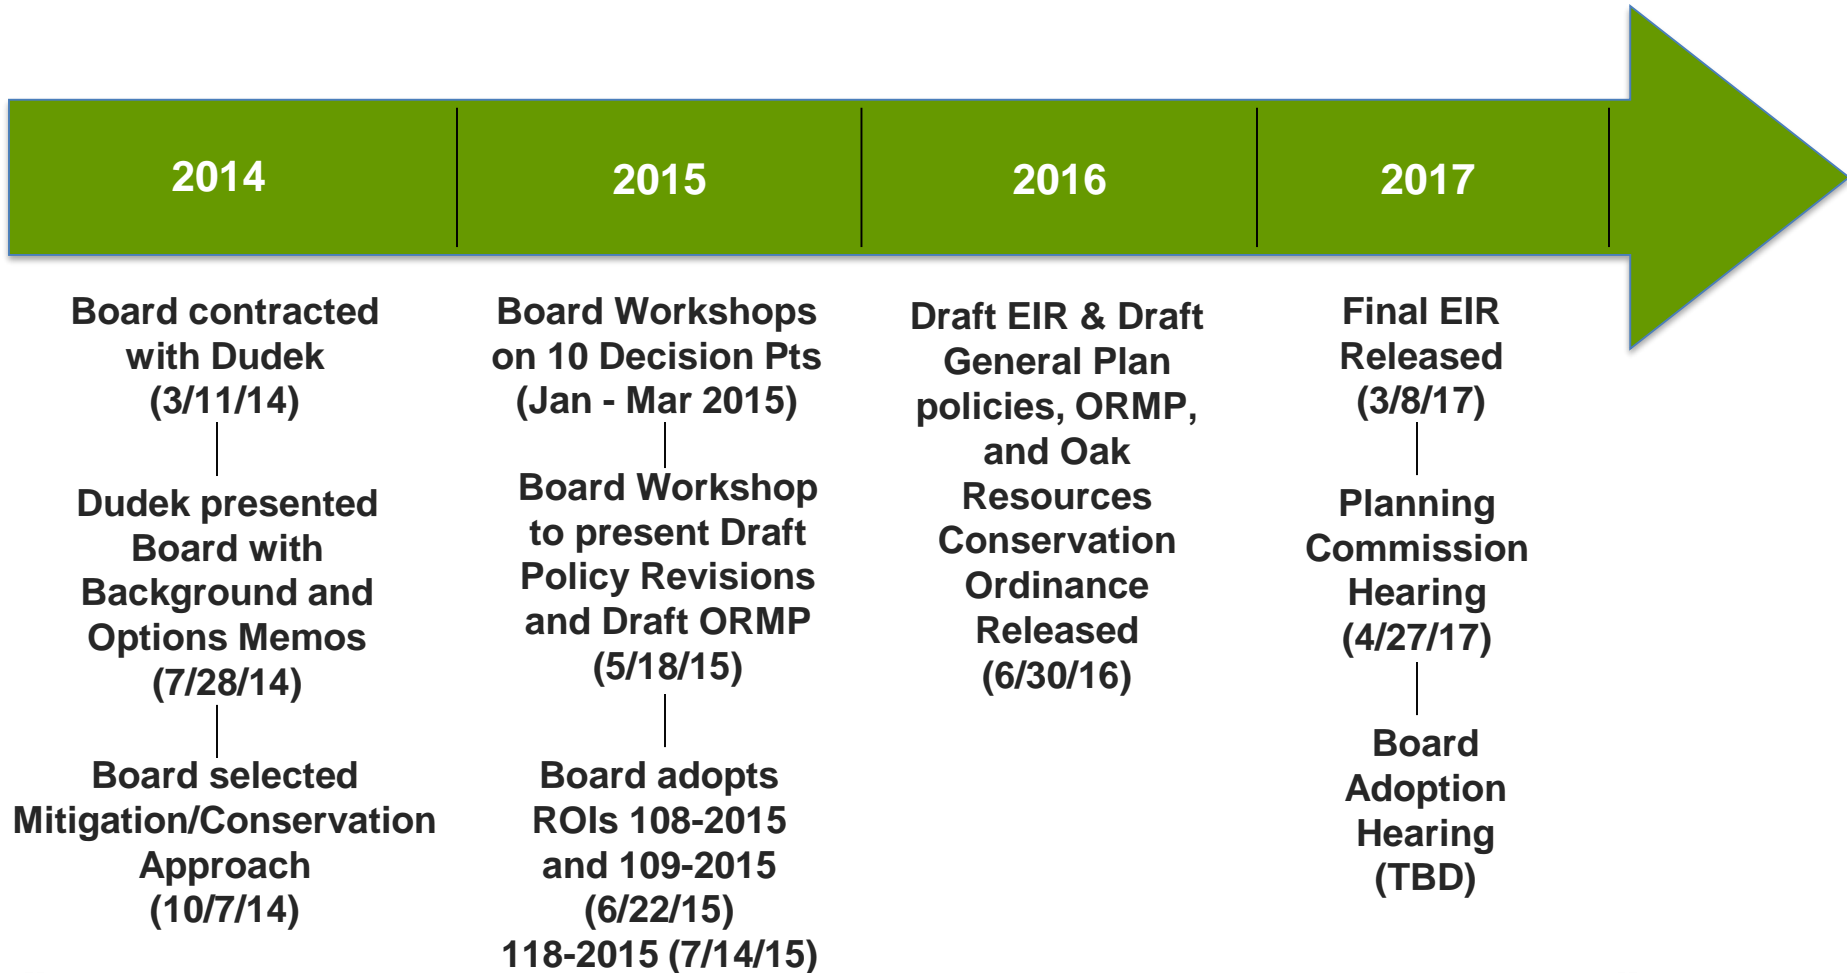 2014
2015
2016
2017
Board contracted
with Dudek
(3/11/14)
Dudek presented
Board with
Background and
Options Memos
(7/28/14)
Board selected
Mitigation/Conservation
Approach
(10/7/14)
Board Workshops
on 10 Decision Pts
(Jan - Mar 2015)
Board Workshop
to present Draft
Policy Revisions
and Draft ORMP
(5/18/15)
Board adopts
ROIs 108-2015
and 109-2015
(6/22/15)
118-2015 (7/14/15)
Draft EIR & Draft
General Plan
policies, ORMP,
and Oak
Resources
Conservation
Ordinance
Released
(6/30/16)
Final EIR
Released
(3/8/17)
Planning
Commission
Hearing
(4/27/17)
Board
Adoption
Hearing
(TBD)